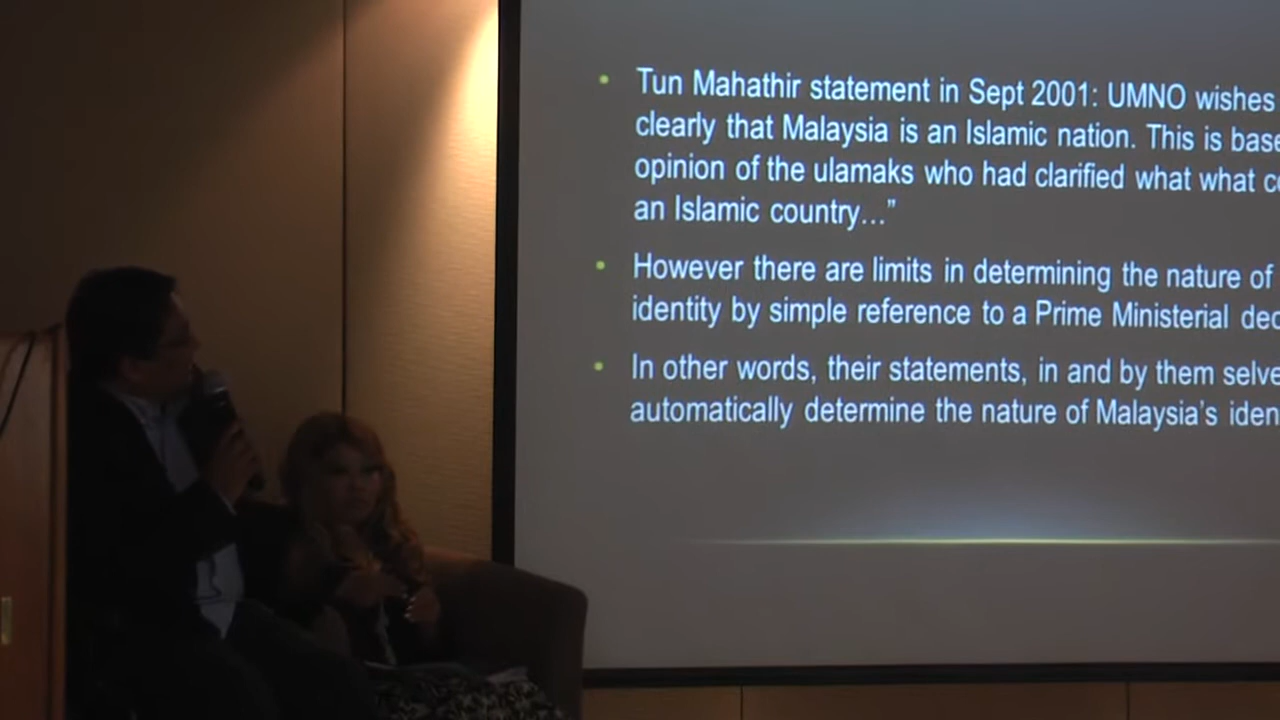 Tun Mahathir statement in Sept 2001: UMNO wishes
clearly that Malaysia is an Islamic nation. This is
opinion of the ulamaks who had clarified what what
an Islamic country…”
However there are limits in determining the nature of
identity by simple reference to a Prime Ministerial
In other words, their statements, in and by them
automatically determine the nature of Malaysia’s